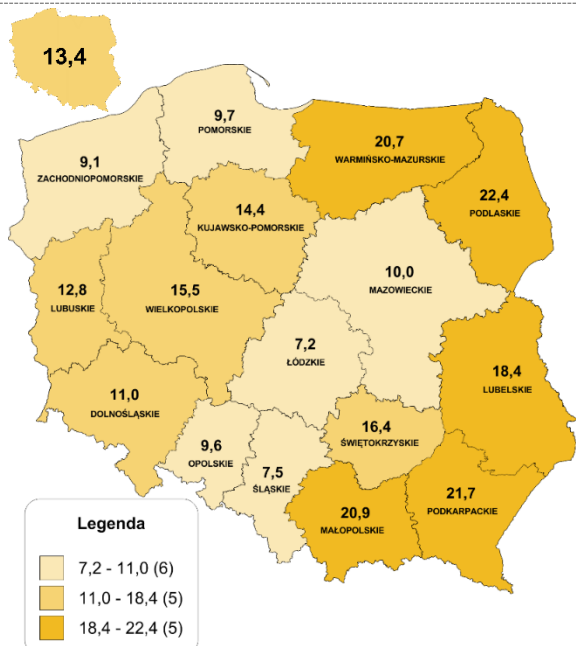 13,4
9,7
POMORSKIE
20,7
WARMIŃSKO-MAZURSKIE
9,1
ZACHODNIOPOMORSKIE
22,4
PODLASKIE
14,4
KUJAWSKO-POMORSKIE
10,0
MAZOWIECKIE
12,8
LUBUSKIE
15,5
WIELKOPOLSKIE
7,2
ŁÓDZKIE
18,4
LUBELSKIE
11,0
DOLNOŚLĄSKIE
16,4
ŚWIĘTOKRZYSKIE
9,6
OPOLSKIE
7,5
ŚLĄSKIE
21,7
PODKARPACKIE
20,9
MAŁOPOLSKIE
Legenda
7,2 - 11,0 (6)
11,0 - 18,4 (5)
18,4 - 22,4 (5)